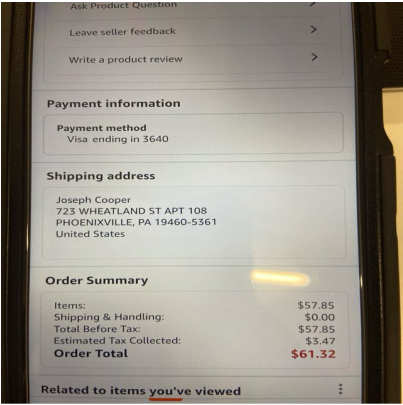 Ask Product Question
Leave seller feedback
Write a product review
Payment information
Payment method
Visa ending in 3640
Shipping address
Joseph Cooper
723 WHEATLAND ST APT 108
PHOENIXVILLE, PA 19460-5361
United States
Order Summary
Items: $57.85
Shipping & Handling: $0.00
Total Before Tax: $57.85
Estimated Tax Collected: $3.47
Order Total $61.32
Related to items you've viewed